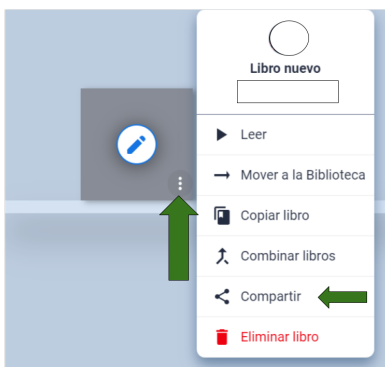 Libro nuevo
Leer
Mover a la Biblioteca
Copiar libro
Combinar libros
Compartir
Eliminar libro